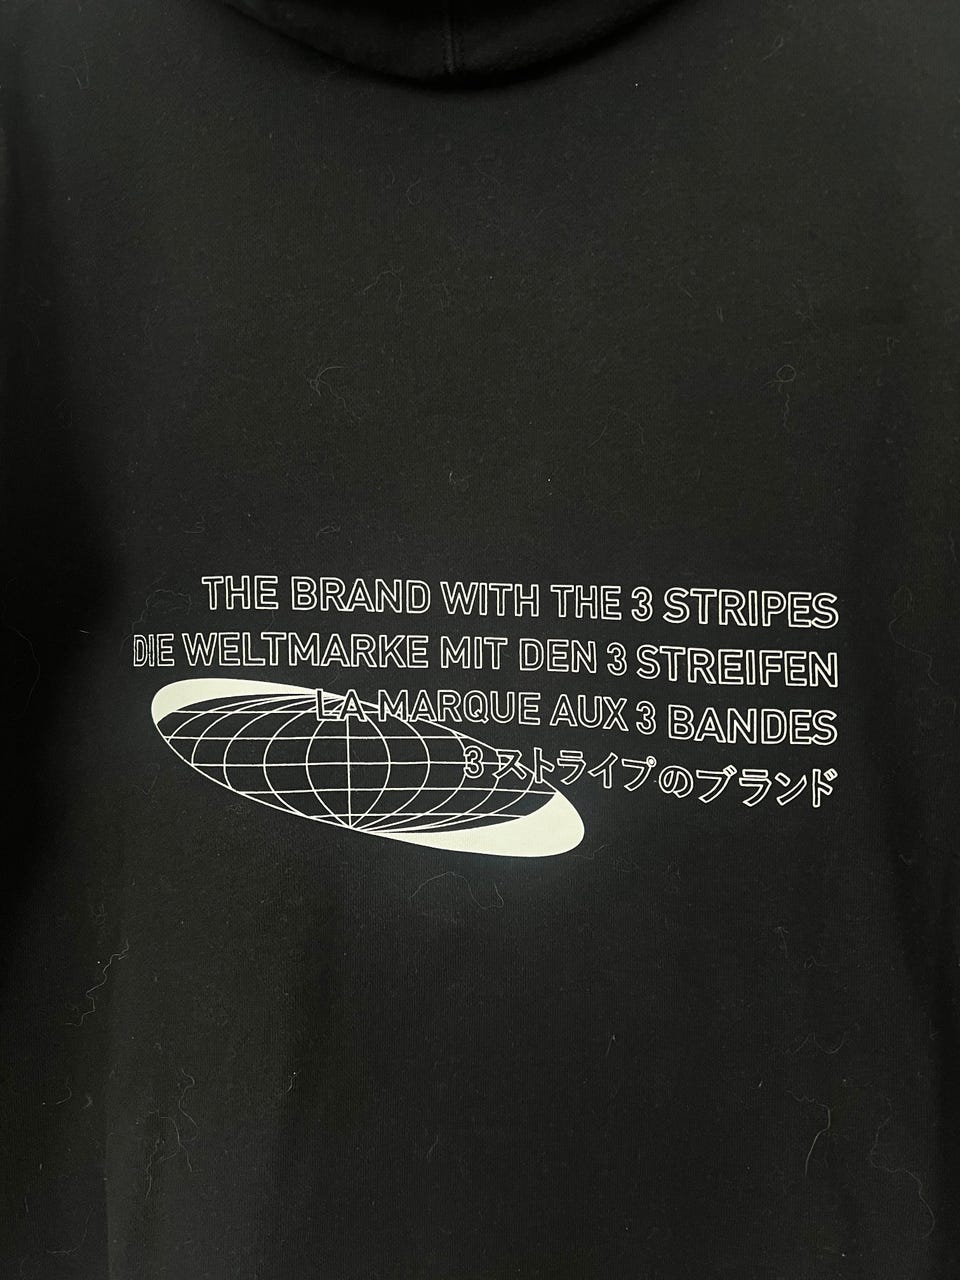 THE BRAND WITH THE 3 STRIPES
DIE WELTMARKE MIT DEN 3 STREIFEN
LA MARQUE AUX 3 BANDES
3 ストライプのブランド